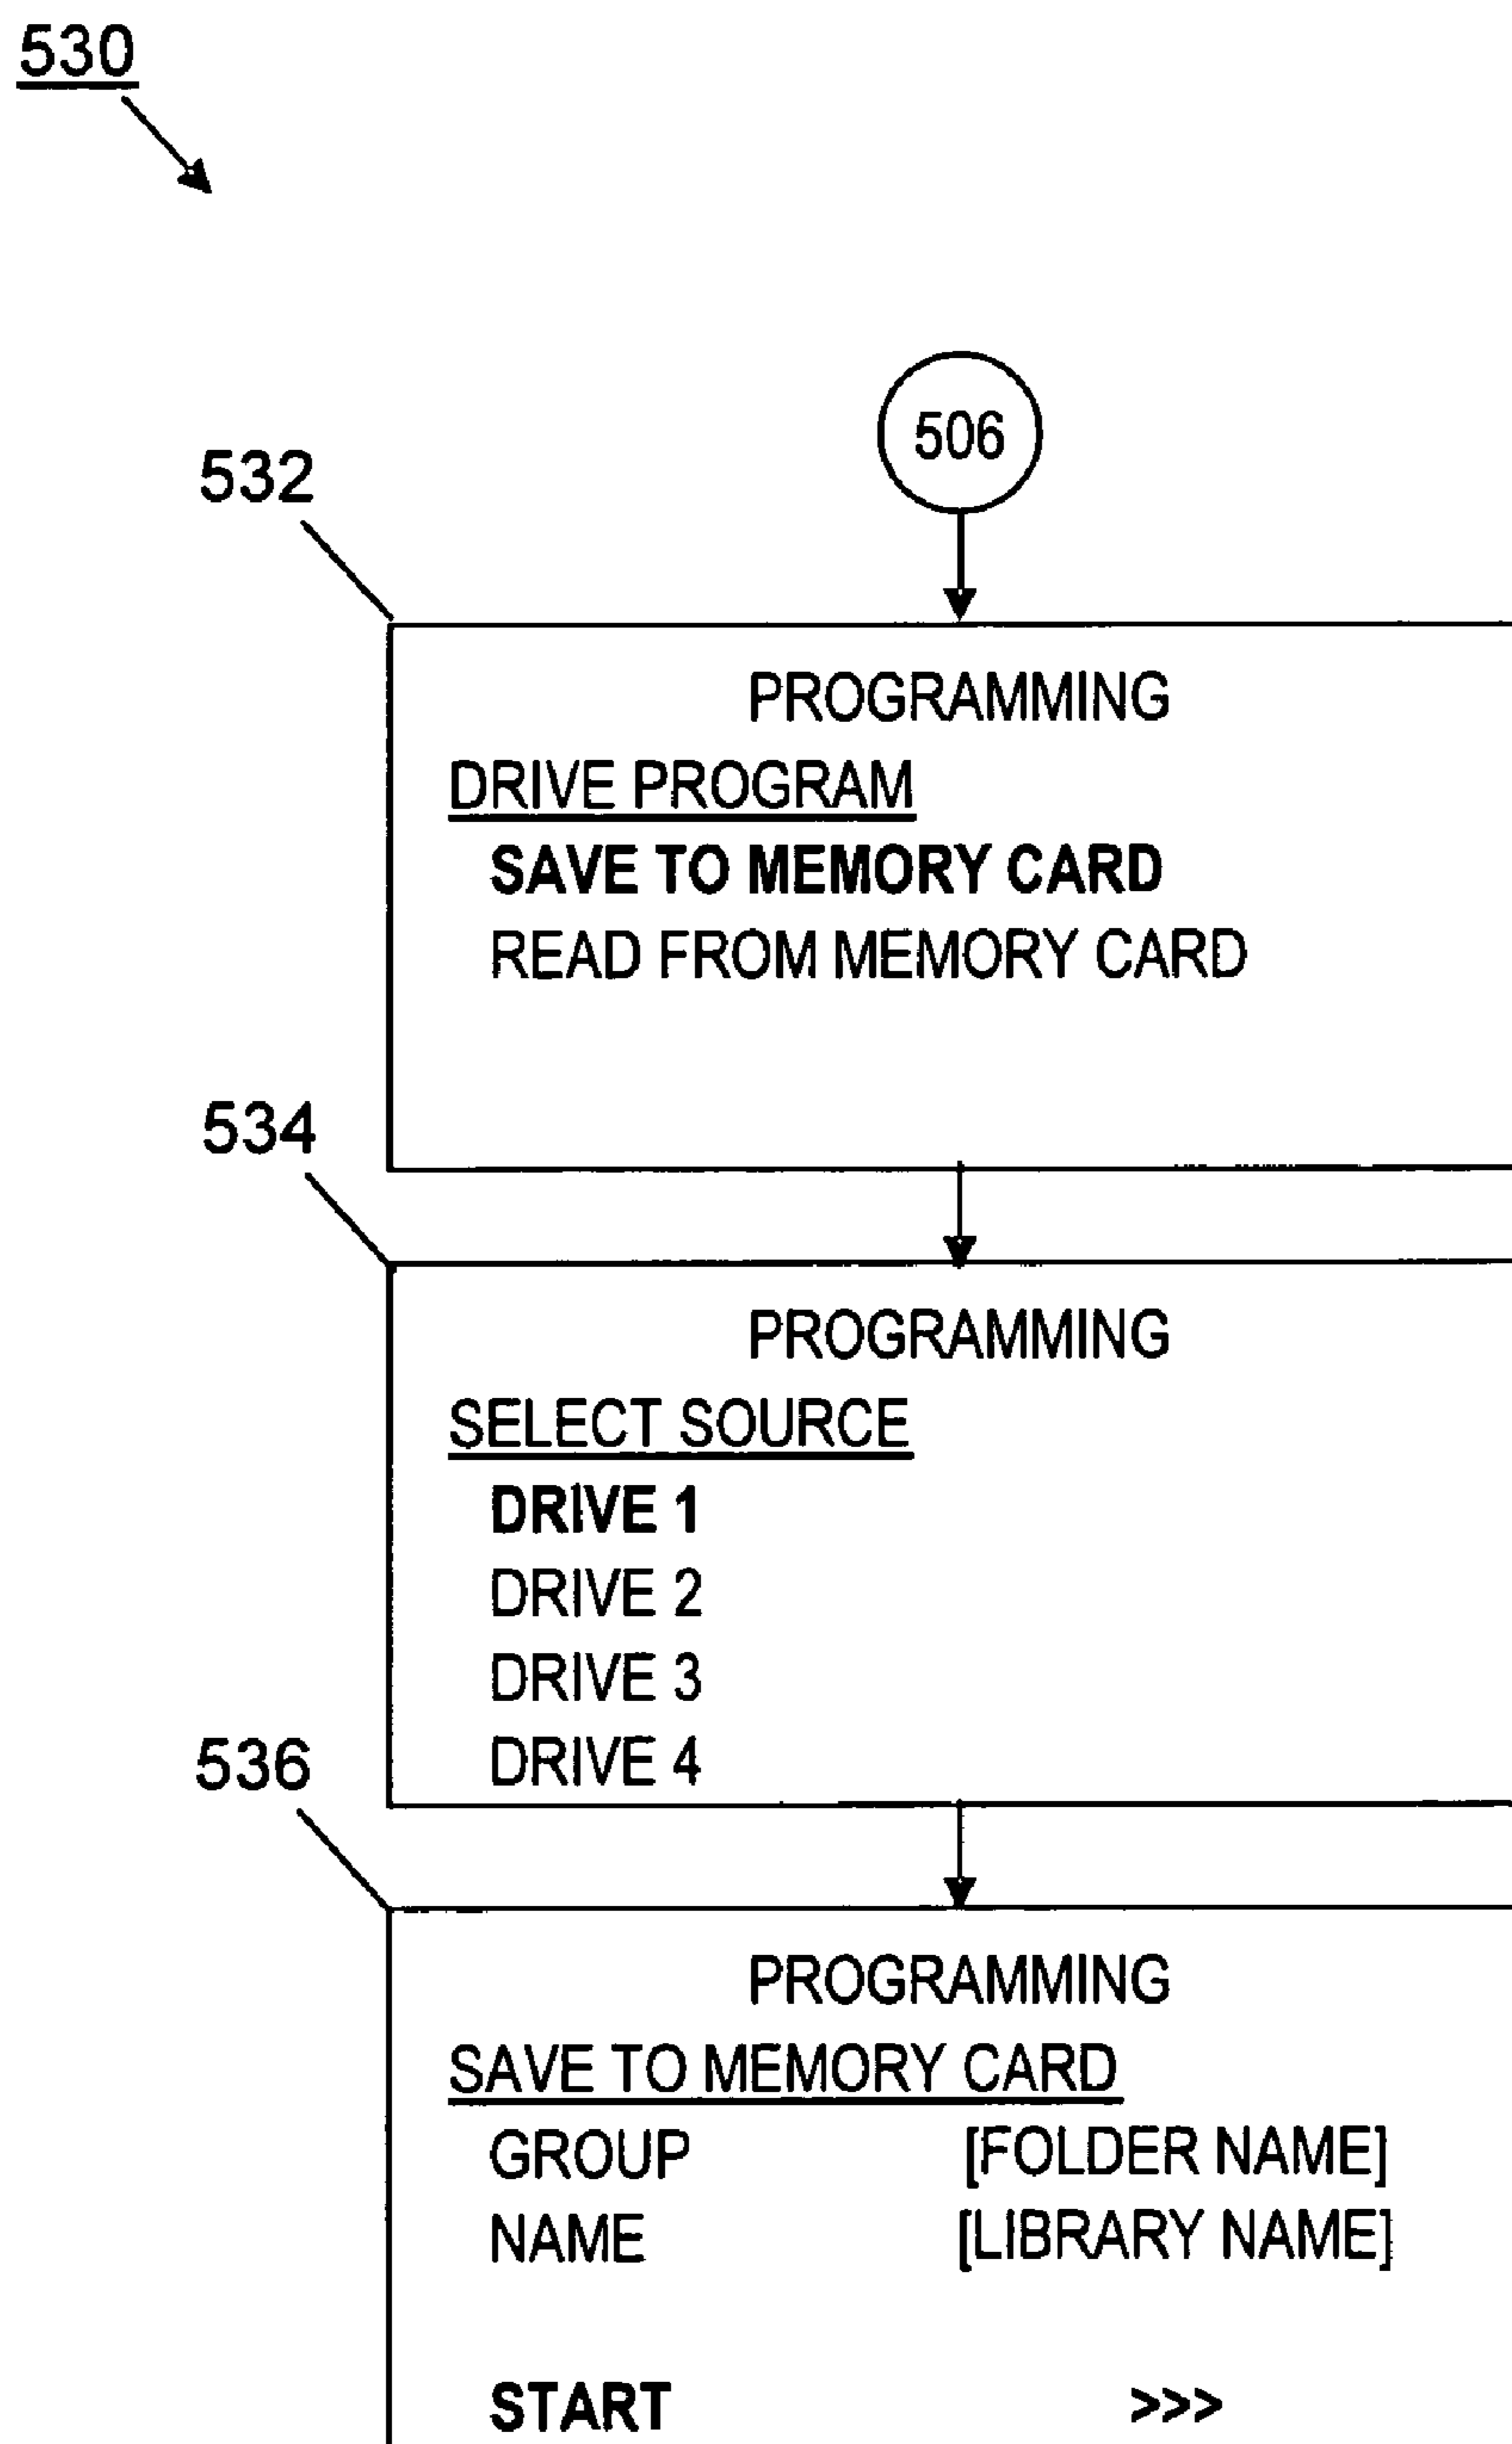 530
506
532
PROGRAMMING
DRIVE PROGRAM
SAVE TO MEMORY CARD
READ FROM MEMORY CARD
534
PROGRAMMING
SELECT SOURCE
DRIVE 1
DRIVE 2
DRIVE 3
DRIVE 4
536
PROGRAMMING
SAVE TO MEMORY CARD
GROUP [FOLDER NAME]
NAME [LIBRARY NAME]
START >>>